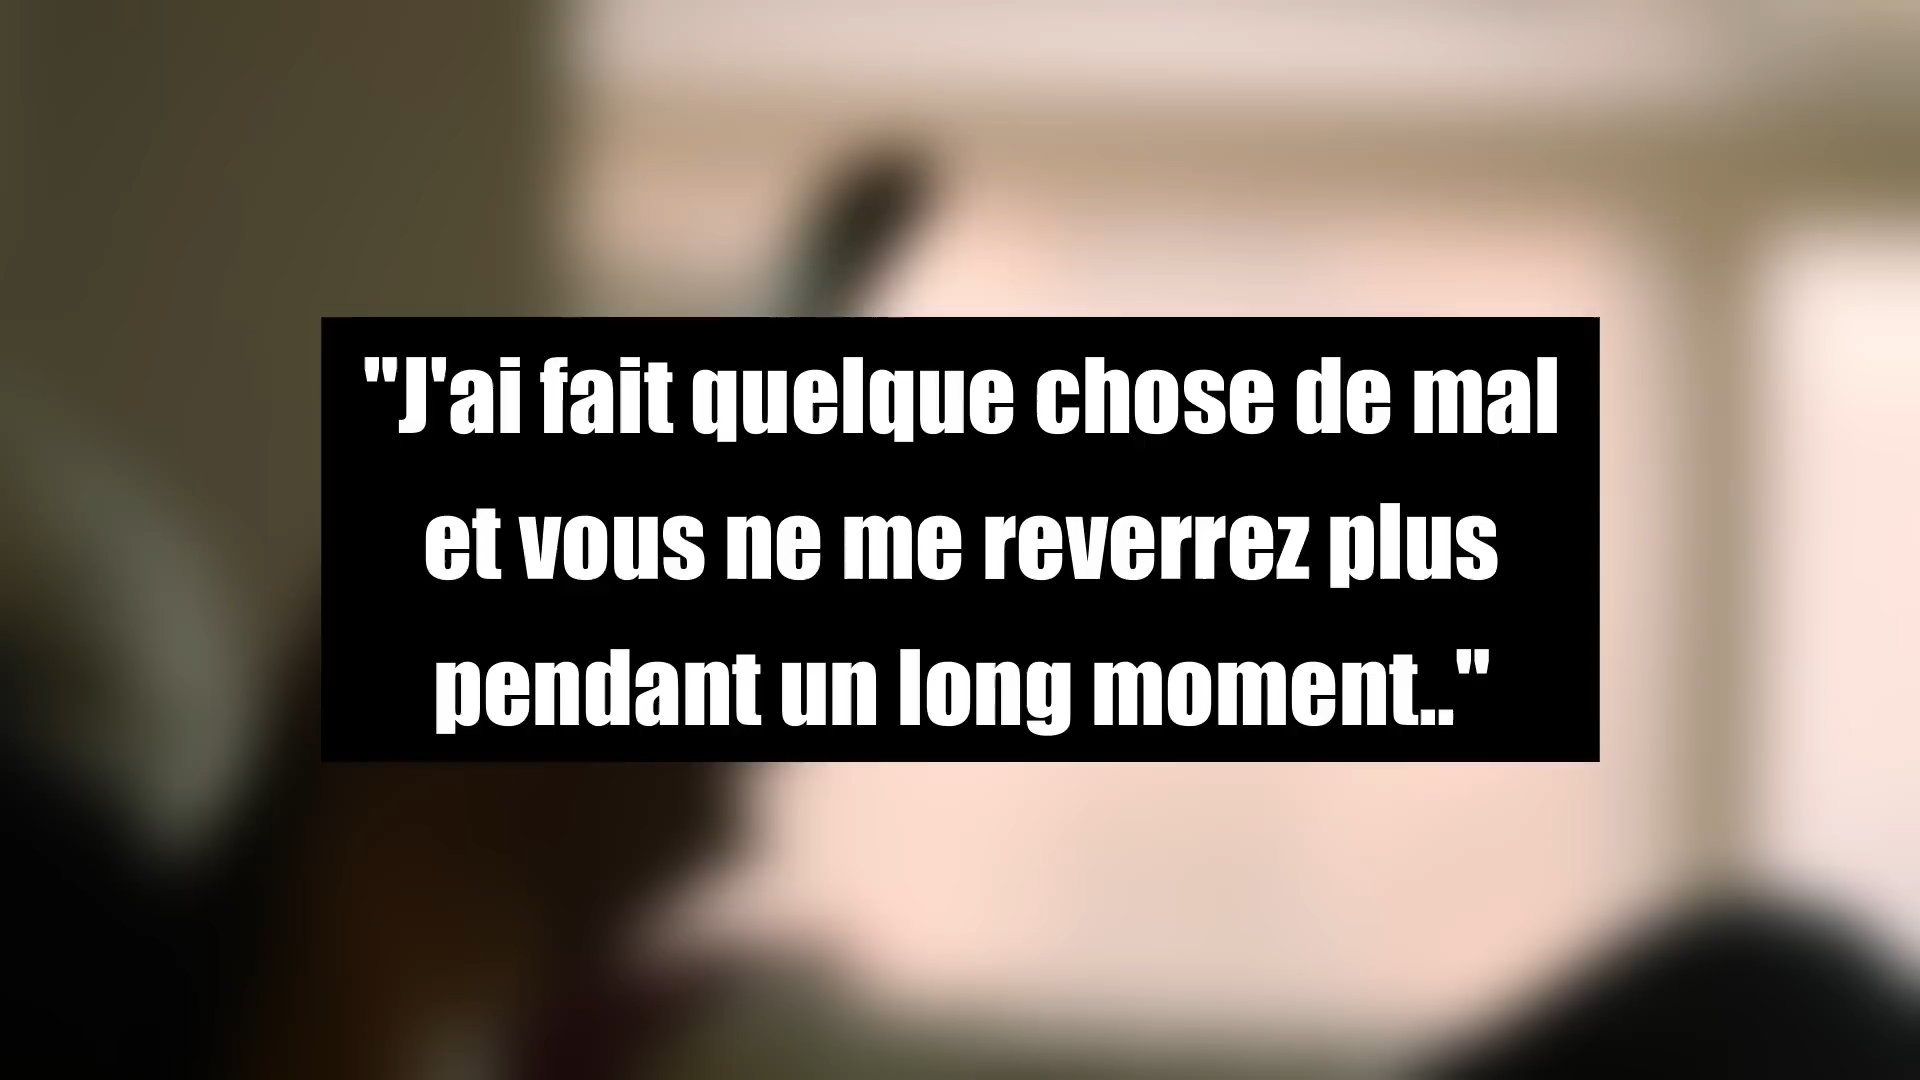 "J'ai fait quelque chose de mal
et vous ne me reverrez plus
pendant un long moment.."